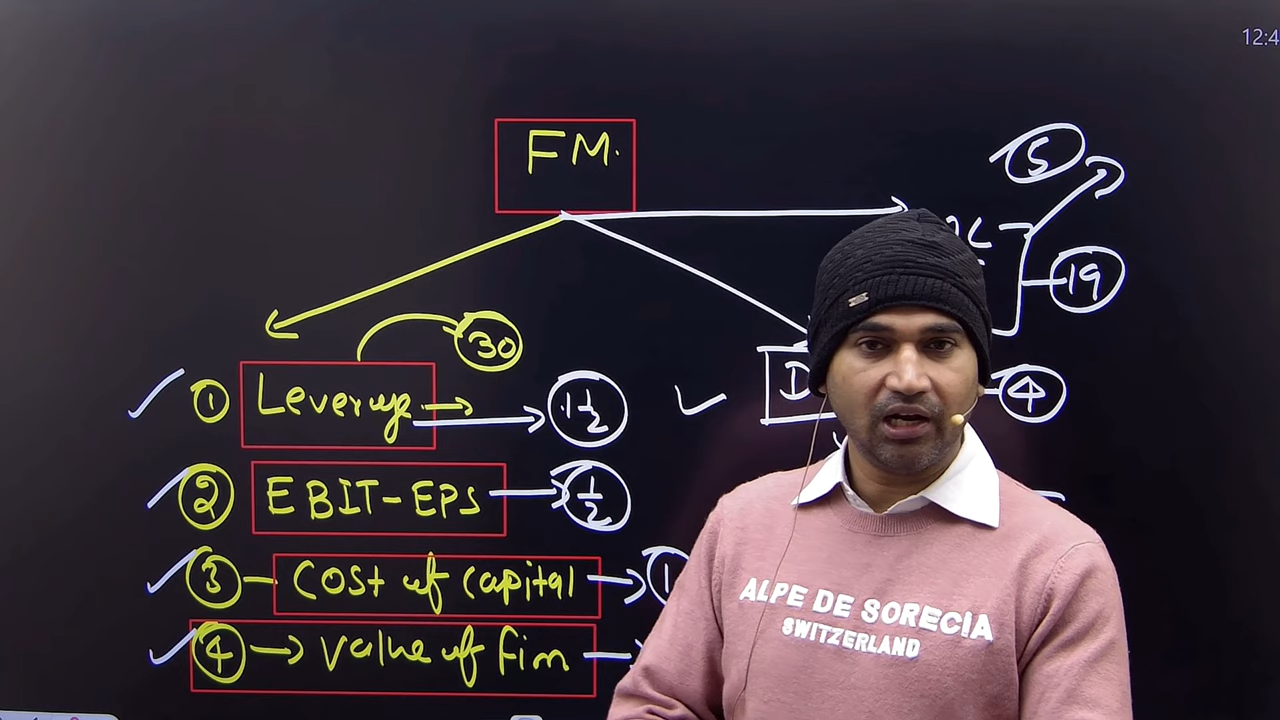 12:4
FM.
5
19
30
① Leverage → 1½
4
② EBIT-EPS → ½
③ - Cost of capital →
④ → Value of firm
ALPE DE SORECIA
SWITZERLAND